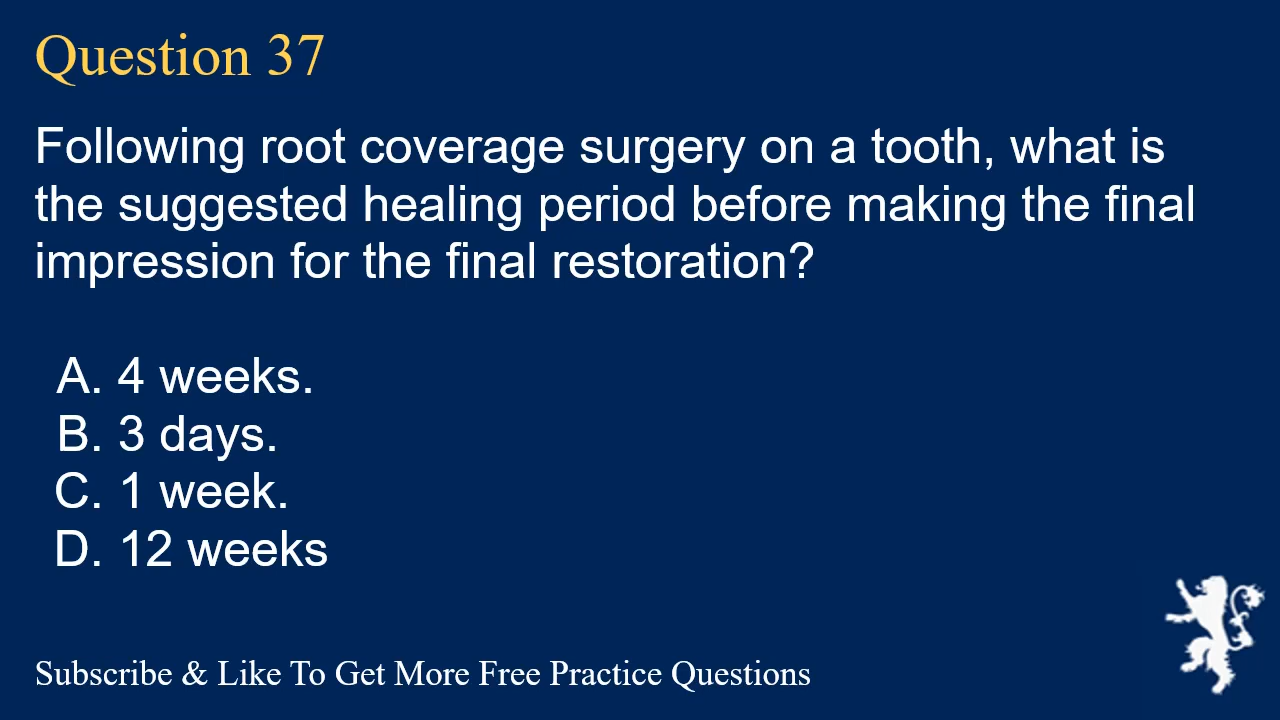 Question 37
Following root coverage surgery on a tooth, what is
the suggested healing period before making the final
impression for the final restoration?
A. 4 weeks.
B. 3 days.
C. 1 week.
D. 12 weeks
Subscribe & Like To Get More Free Practice Questions